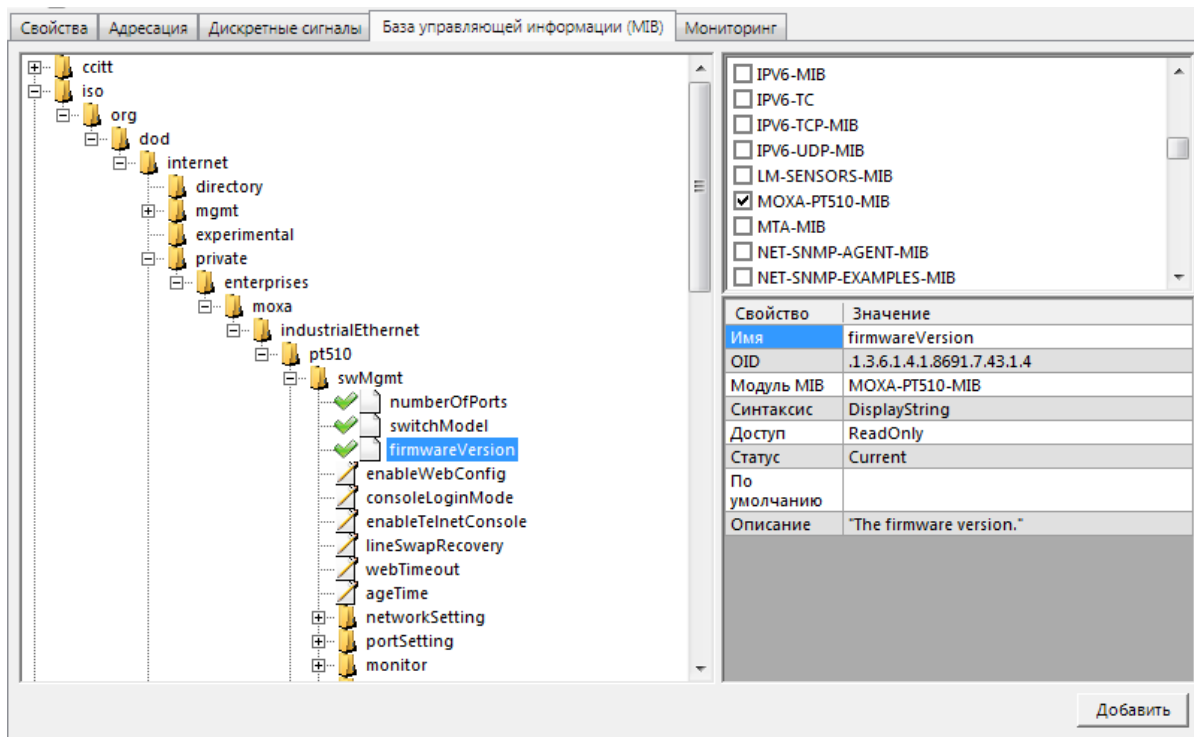 Свойства Адресация Дискретные сигналы База управляющей информации (MIB) Мониторинг
ccitt
iso
org
dod
internet
directory
mgmt
experimental
private
enterprises
moxa
industrialEthernet
pt510
swMgmt
numberOfPorts
switchModel
firmwareVersion
enableWebConfig
consoleLoginMode
enableTelnetConsole
lineSwapRecovery
webTimeout
ageTime
networkSetting
portSetting
monitor
IPV6-MIB
IPV6-TC
IPV6-TCP-MIB
IPV6-UDP-MIB
LM-SENSORS-MIB
MOXA-PT510-MIB
MTA-MIB
NET-SNMP-AGENT-MIB
NET-SNMP-EXAMPLES-MIB
Свойство Значение
Имя firmwareVersion
OID .1.3.6.1.4.1.8691.7.43.1.4
Модуль MIB MOXA-PT510-MIB
Синтаксис DisplayString
Доступ ReadOnly
Статус Current
По
умолчанию
Описание "The firmware version."
Добавить